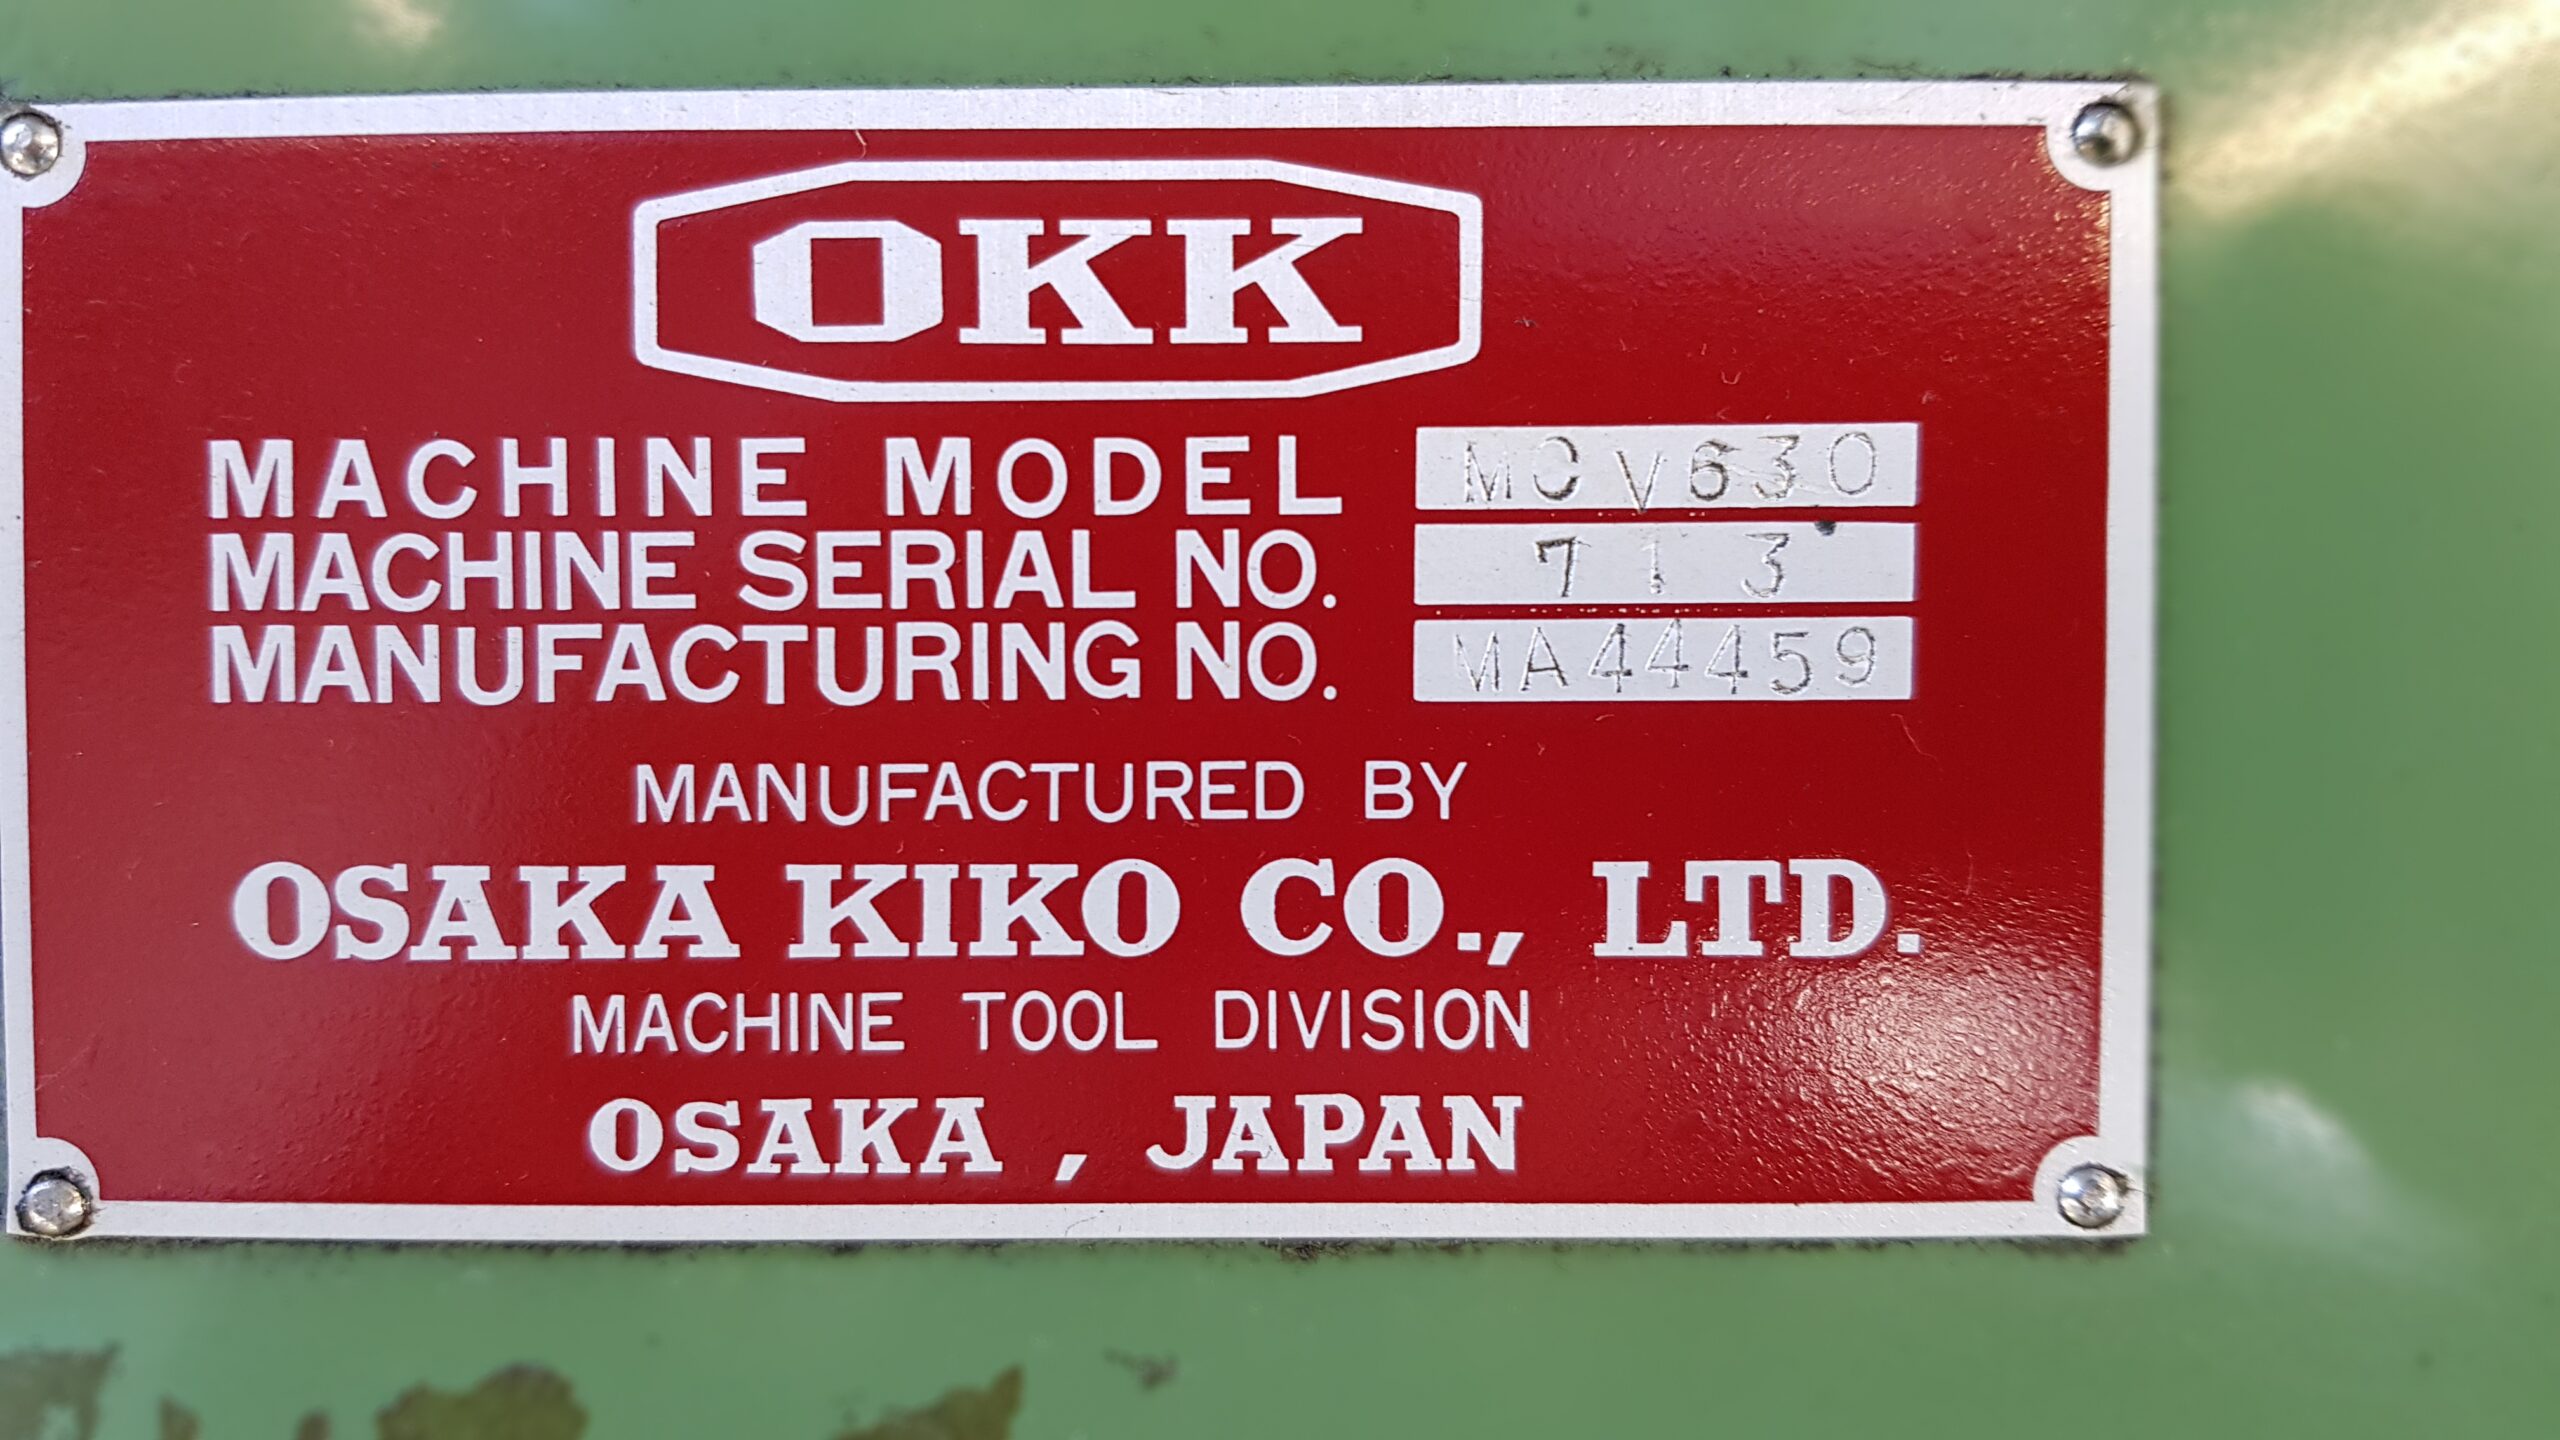 OKK
MACHINE MODEL MCV630
MACHINE SERIAL NO. 713
MANUFACTURING NO. MA44459
MANUFACTURED BY
OSAKA KIKO CO., LTD.
MACHINE TOOL DIVISION
OSAKA, JAPAN